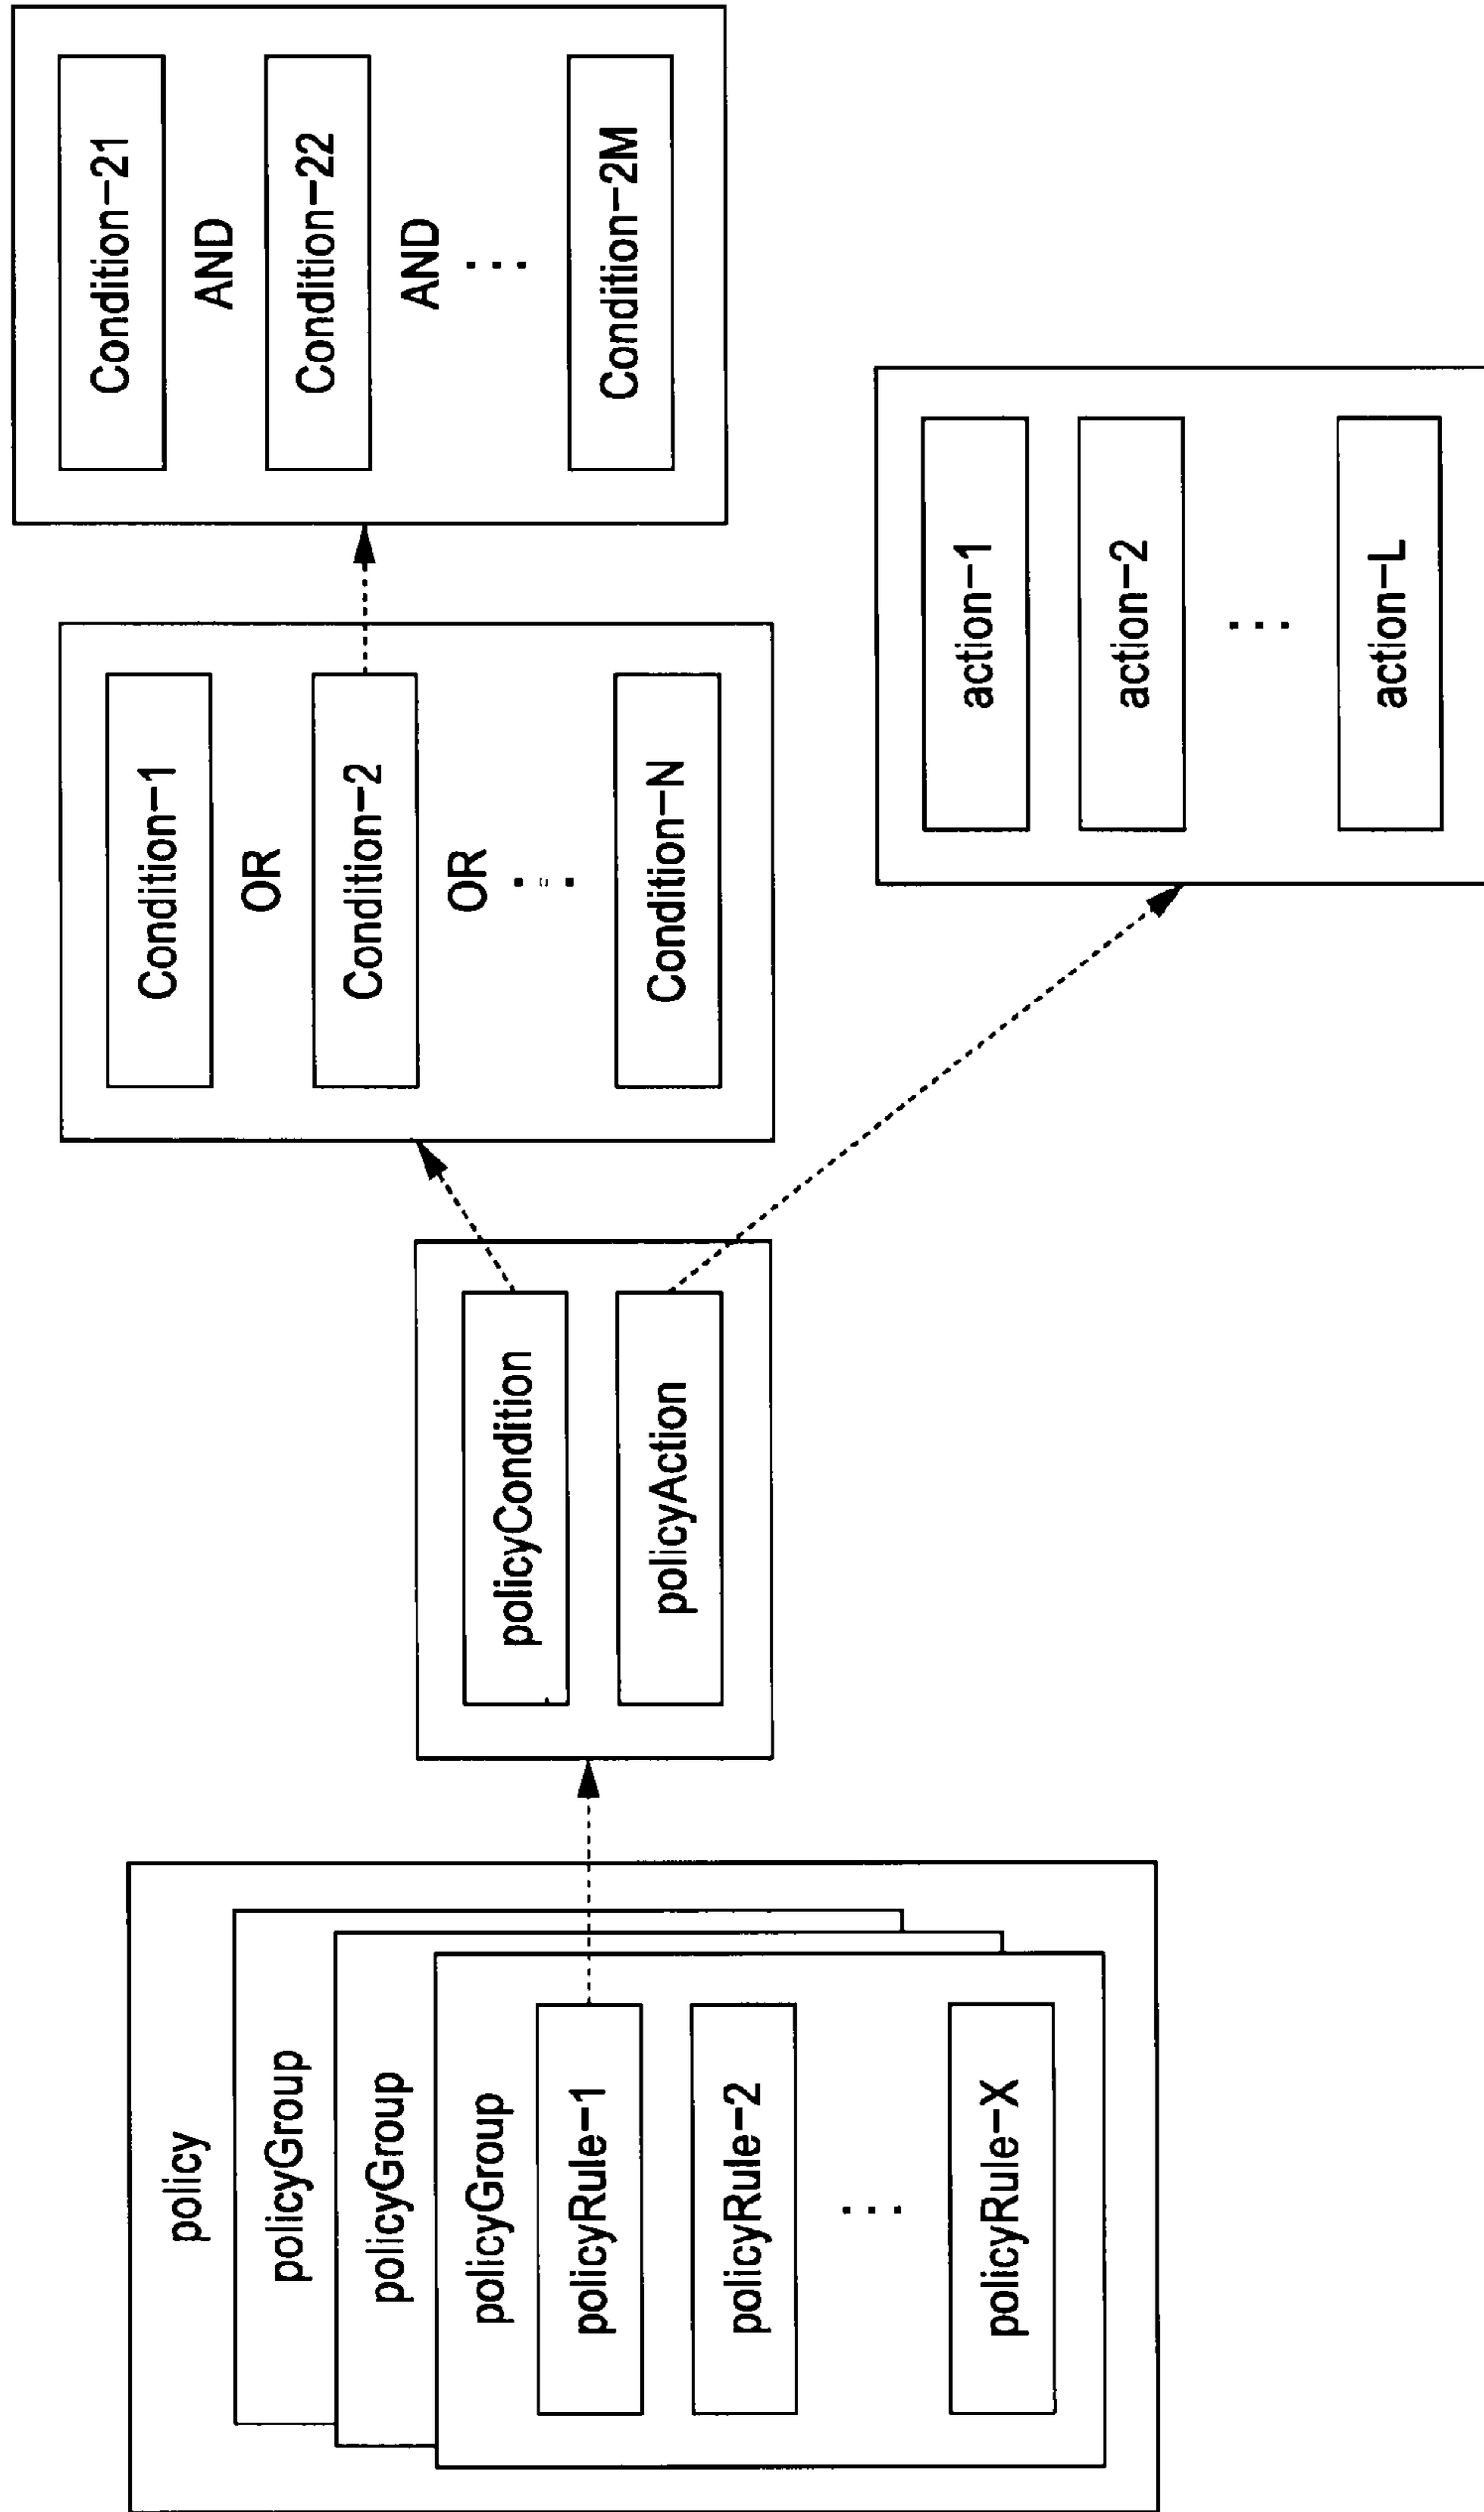 policy
policyGroup
policyGroup
policyGroup
policyRule-1
policyRule-2
...
policyRule-X
policyCondition
policyAction
Condition-1
OR
Condition-2
OR
...
Condition-N
Condition-21
AND
Condition-22
AND
...
Condition-2M
action-1
action-2
...
action-L